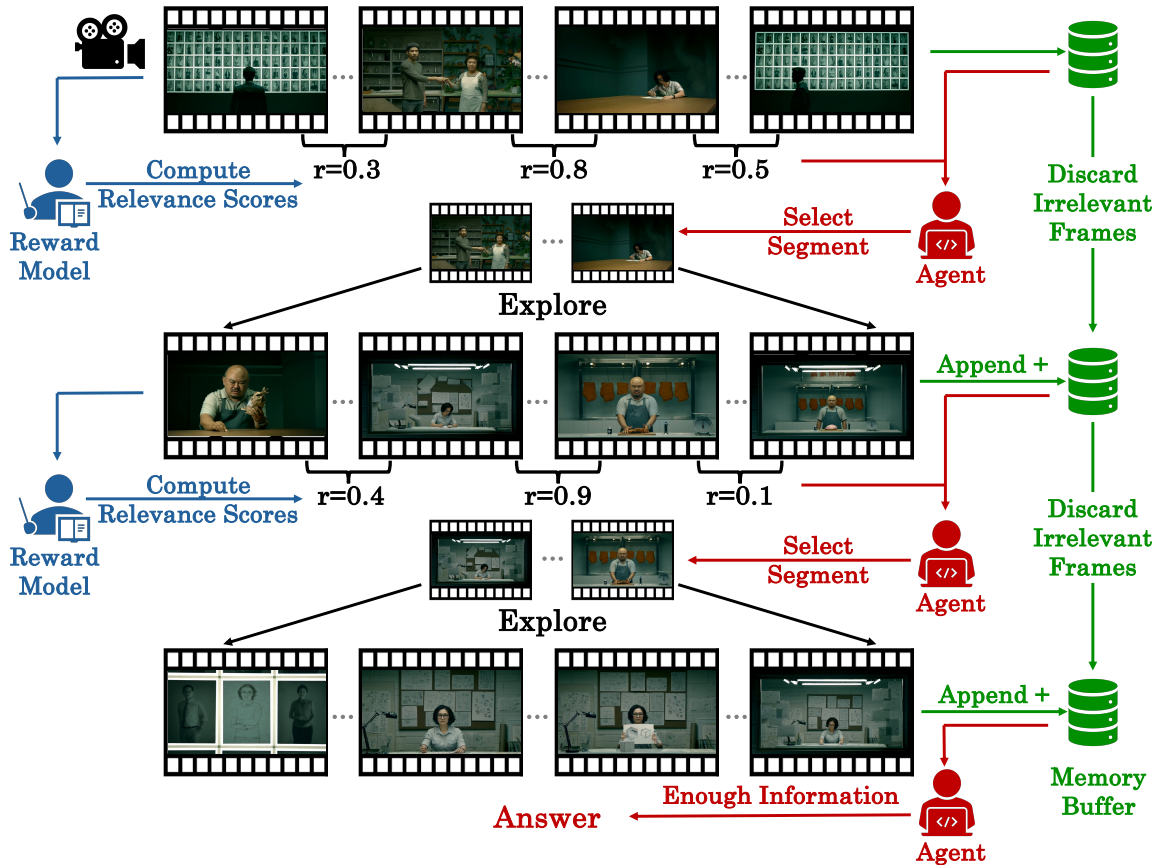 r=0.3
r=0.8
r=0.5
Compute
Relevance Scores
Reward
Model
Select
Segment
Agent
Discard
Irrelevant
Frames
Explore
Append +
r=0.4
r=0.9
r=0.1
Compute
Relevance Scores
Reward
Model
Select
Segment
Agent
Discard
Irrelevant
Frames
Explore
Append +
Enough Information
Answer
Agent
Memory
Buffer